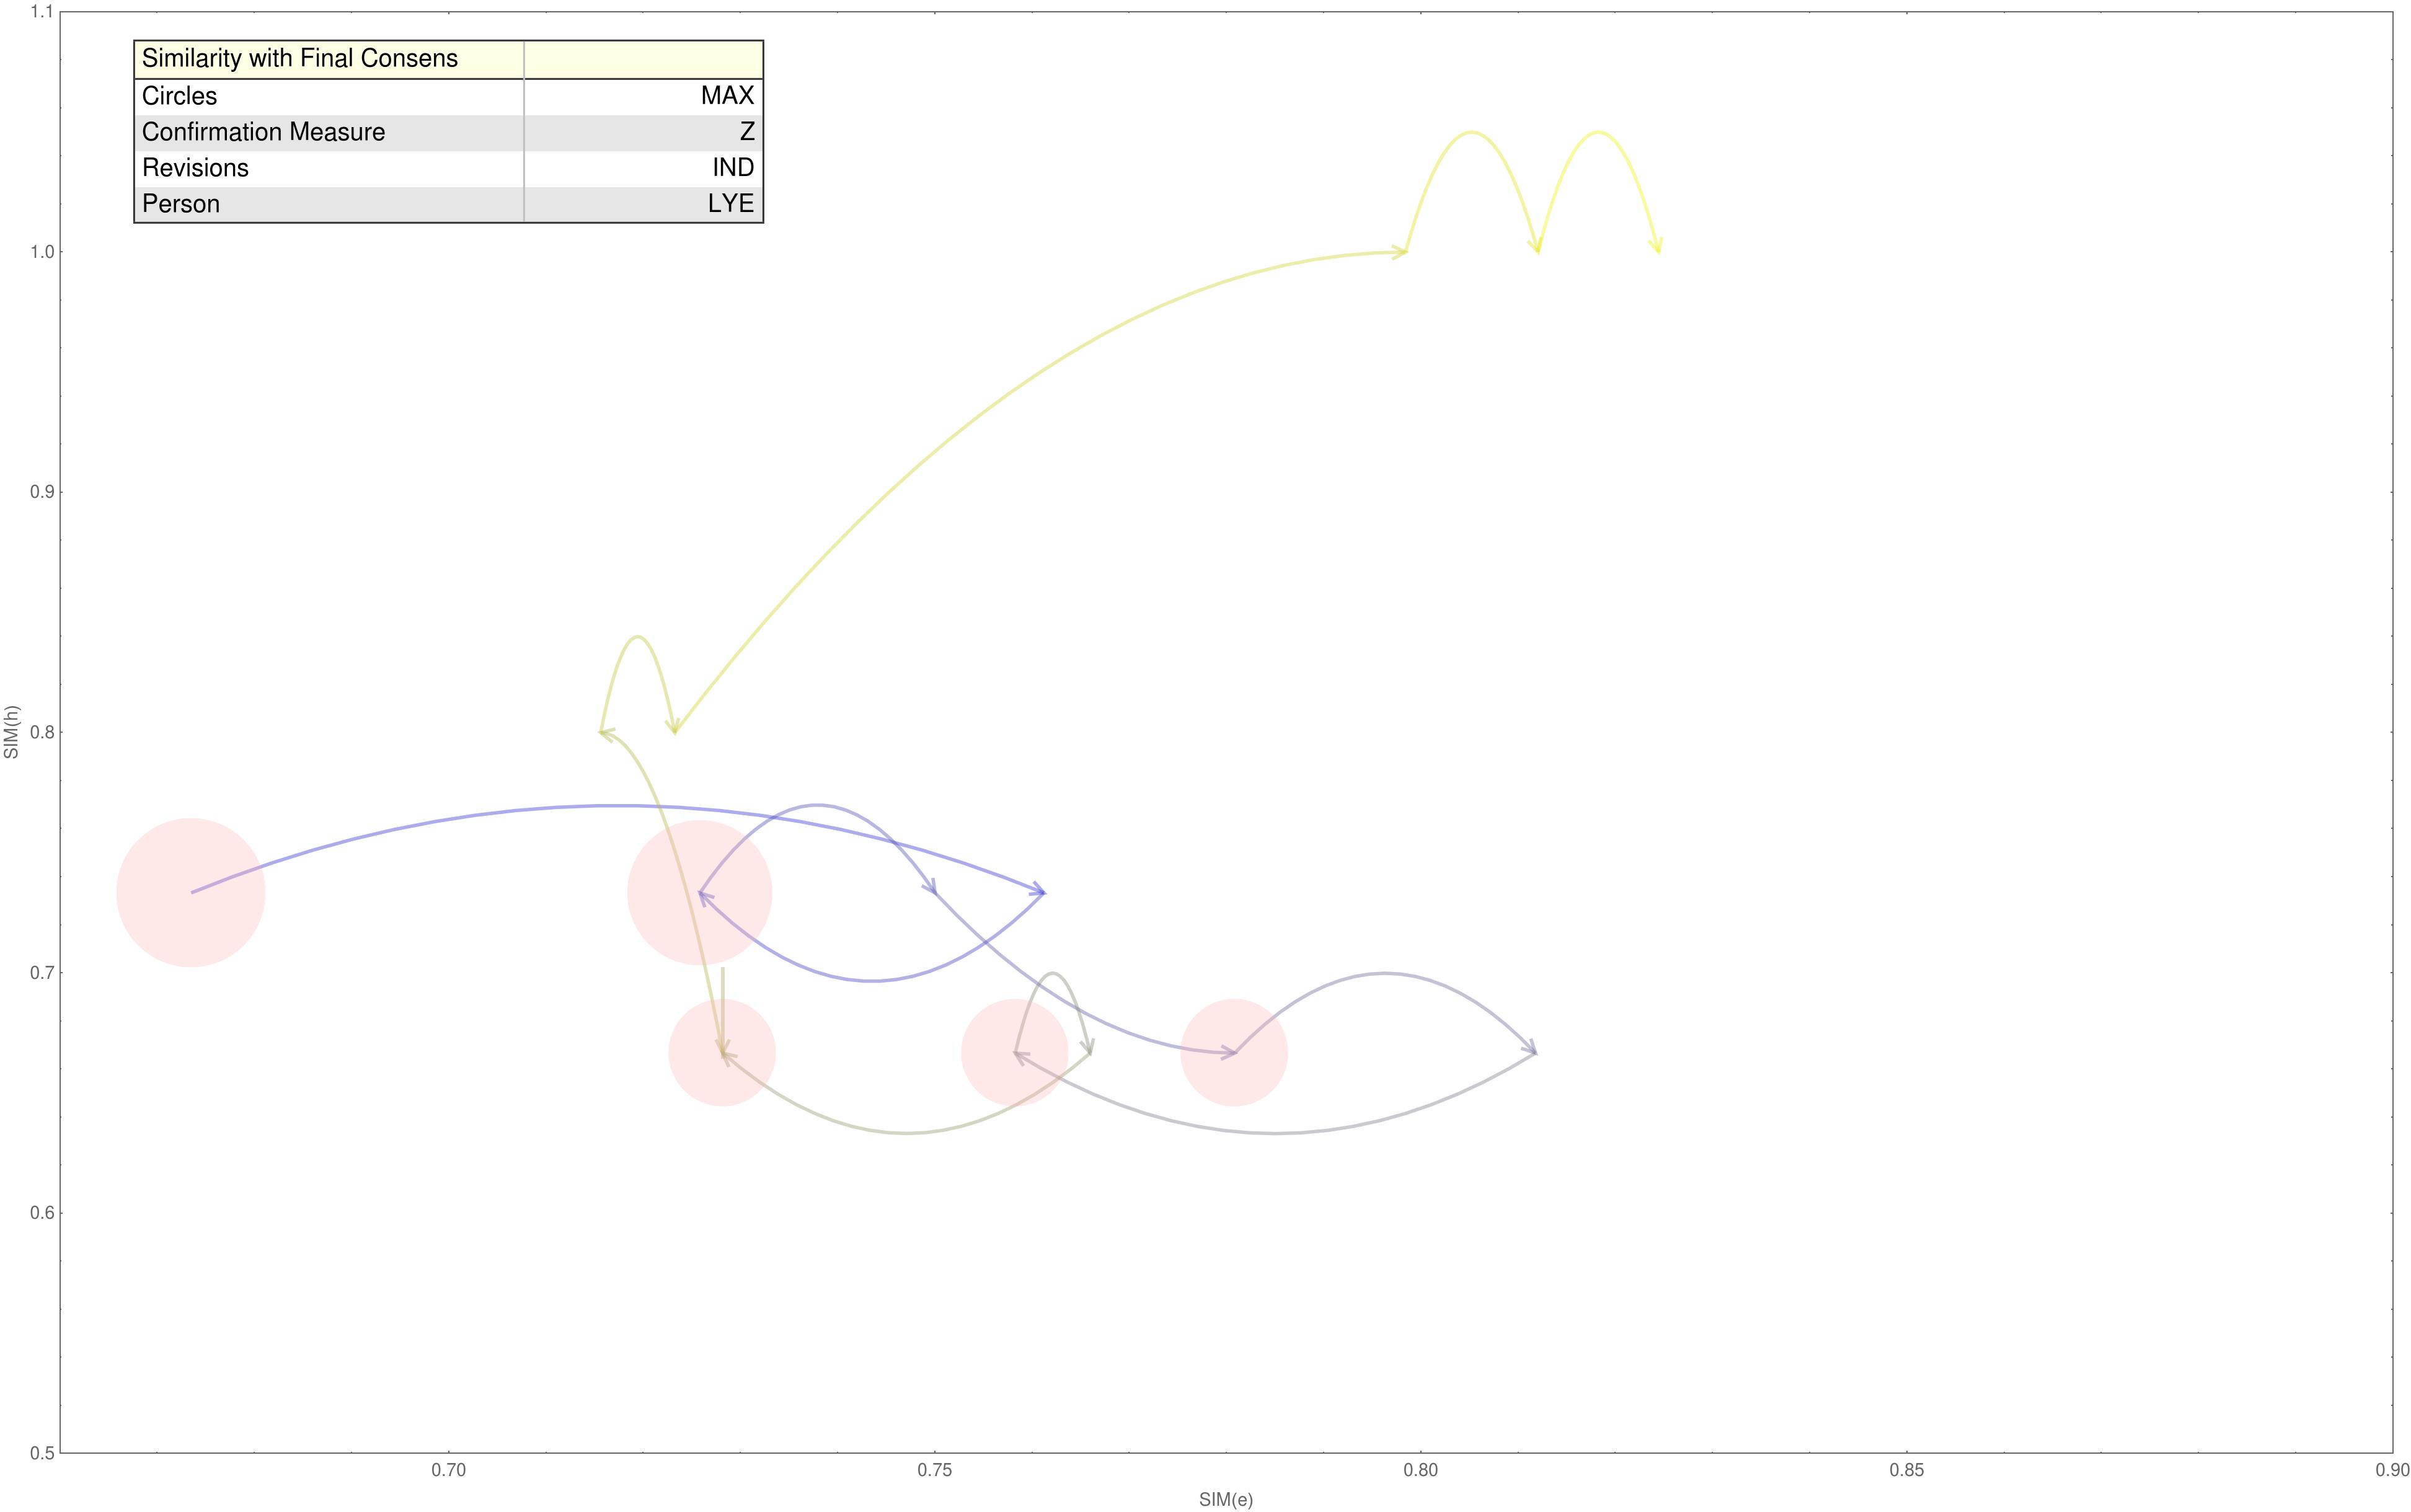 1.1
Similarity with Final Consens
Circles MAX
Confirmation Measure Z
Revisions IND
Person LYE
1.0
0.9
SIM(h)
0.8
0.7
0.6
0.5
0.70 0.75 0.80 0.85 0.90
SIM(e)